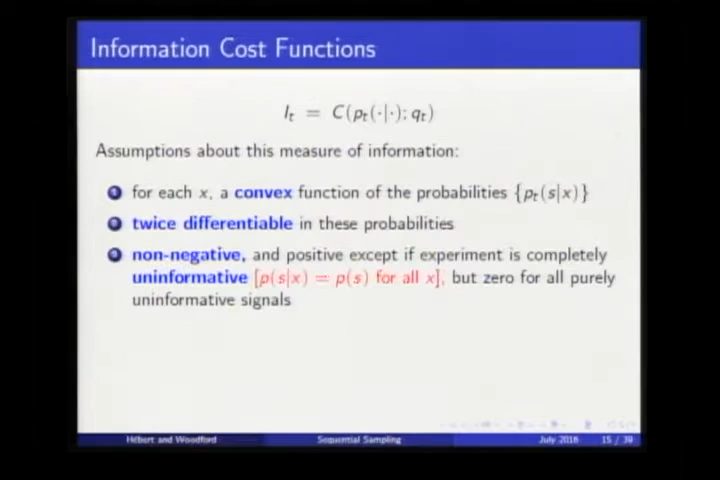 Information Cost Functions
I_t = C(p_t(·|·); q_t)
Assumptions about this measure of information:
1 for each x, a convex function of the probabilities {p_t(s|x)}
2 twice differentiable in these probabilities
3 non-negative, and positive except if experiment is completely
uninformative [p(s|x) = p(s) for all x], but zero for all purely
uninformative signals
Hébert and Woodford Sequential Sampling July 2016 15 / 39